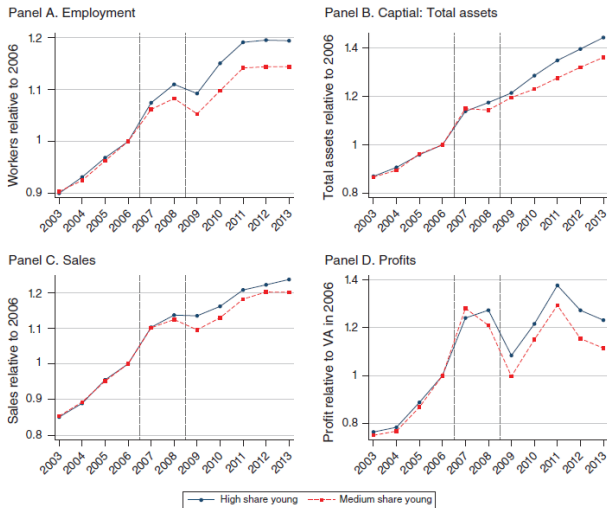 Panel A. Employment
Workers relative to 2006
1.2
1.1
1
0.9
2003 2004 2005 2006 2007 2008 2009 2010 2011 2012 2013
Panel B. Captial: Total assets
Total assets relative to 2006
1.4
1.2
1
0.8
2003 2004 2005 2006 2007 2008 2009 2010 2011 2012 2013
Panel C. Sales
Sales relative to 2006
1.2
1.1
1
0.9
0.8
2003 2004 2005 2006 2007 2008 2009 2010 2011 2012 2013
Panel D. Profits
Profit relative to VA in 2006
1.4
1.2
1
0.8
2003 2004 2005 2006 2007 2008 2009 2010 2011 2012 2013
High share young
Medium share young